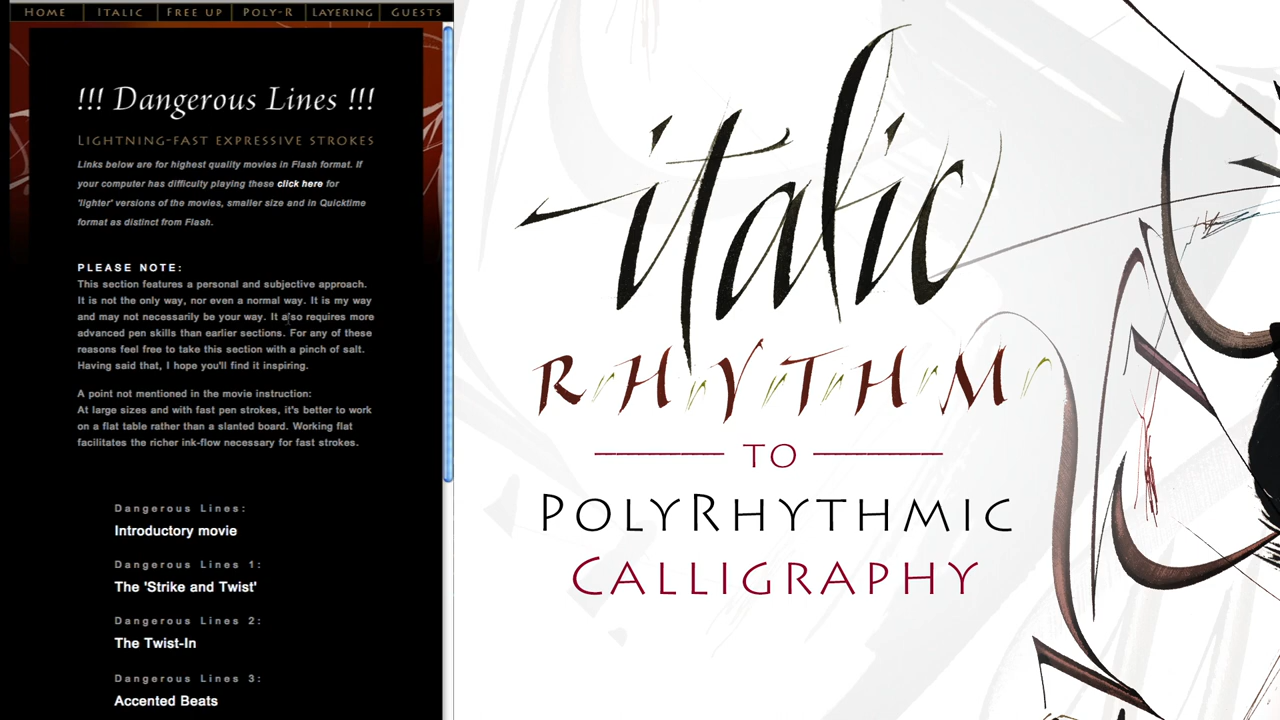 HOME ITALIC FREE UP POLY-R LAYERING GUESTS
!!! Dangerous Lines !!!
LIGHTNING-FAST EXPRESSIVE STROKES
Links below are for highest quality movies in Flash format. If
your computer has difficulty playing these click here for
'lighter' versions of the movies, smaller size and in Quicktime
format as distinct from Flash.
PLEASE NOTE:
This section features a personal and subjective approach.
It is not the only way, nor even a normal way. It is my way
and may not necessarily be your way. It also requires more
advanced pen skills than earlier sections. For any of these
reasons feel free to take this section with a pinch of salt.
Having said that, I hope you'll find it inspiring.
A point not mentioned in the movie instruction:
At large sizes and with fast pen strokes, it's better to work
on a flat table rather than a slanted board. Working flat
facilitates the richer ink-flow necessary for fast strokes.
Dangerous Lines:
Introductory movie
Dangerous Lines 1:
The 'Strike and Twist'
Dangerous Lines 2:
The Twist-In
Dangerous Lines 3:
Accented Beats
italic
RHYTHM
TO
POLYRHYTHMIC
CALLIGRAPHY